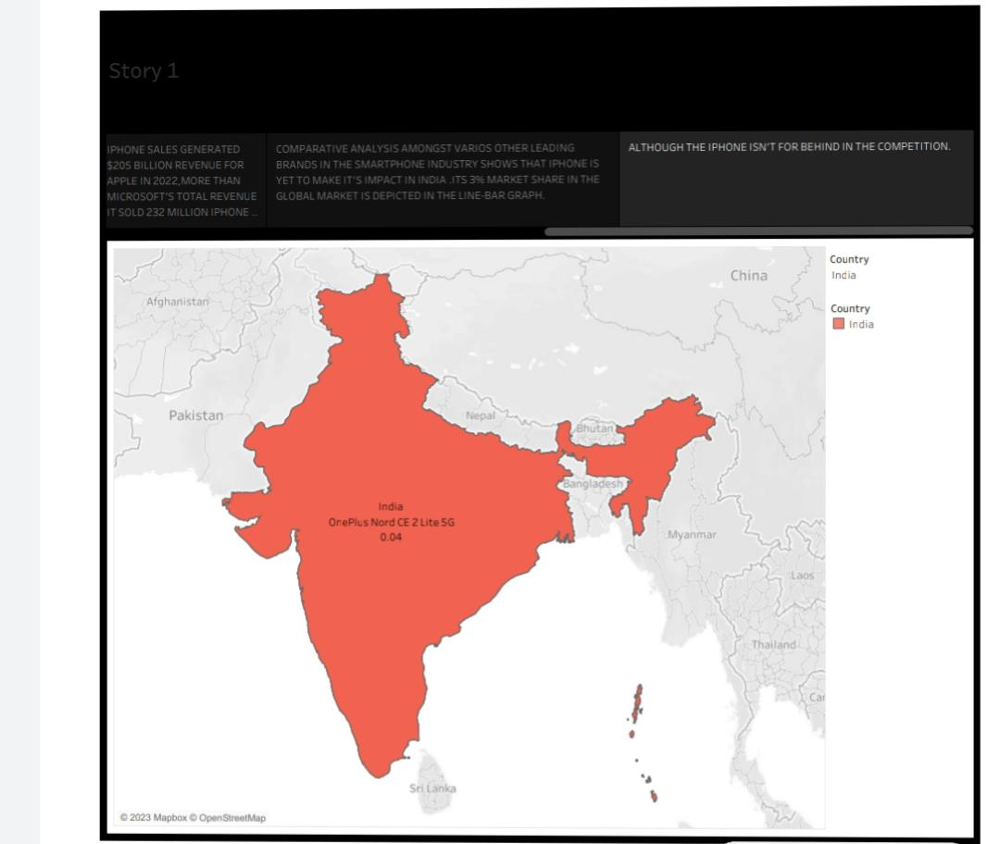 Story 1
IPHONE SALES GENERATED
$205 BILLION REVENUE FOR
APPLE IN 2022,MORE THAN
MICROSOFT'S TOTAL REVENUE
IT SOLD 232 MILLION IPHONE ..
COMPARATIVE ANALYSIS AMONGST VARIOS OTHER LEADING
BRANDS IN THE SMARTPHONE INDUSTRY SHOWS THAT IPHONE IS
YET TO MAKE IT'S IMPACT IN INDIA .ITS 3% MARKET SHARE IN THE
GLOBAL MARKET IS DEPICTED IN THE LINE-BAR GRAPH.
ALTHOUGH THE IPHONE ISN'T FOR BEHIND IN THE COMPETITION.
Country
India
Country
India
China
Afghanistan
Pakistan
Nepal
Bhutan
Bangladesh
India
OnePlus Nord CE 2 Lite 5G
0.04
Myanmar
Laos
Thailand
Car
Sri Lanka
© 2023 Mapbox © OpenStreetMap